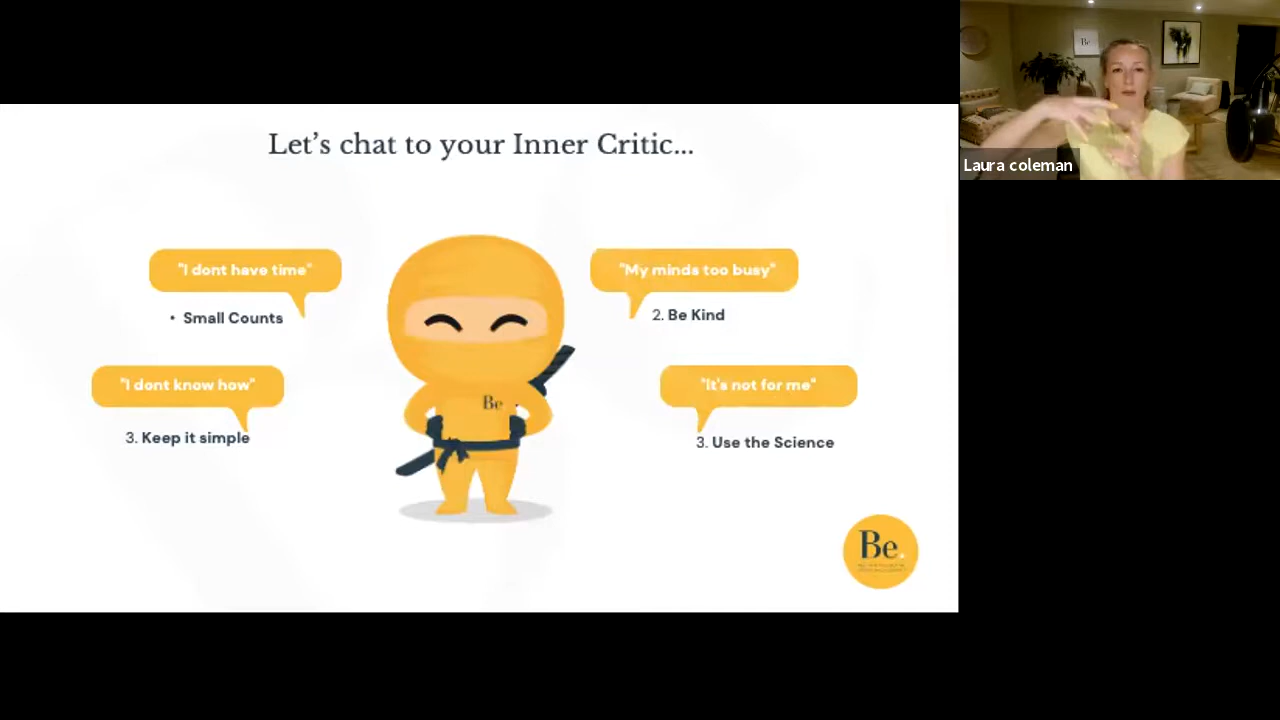 Let's chat to your Inner Critic...
"I dont have time"
"My minds too busy"
• Small Counts
2. Be Kind
"I dont know how"
"It's not for me"
3. Keep it simple
3. Use the Science
Be
Be.
Be.
Laura coleman